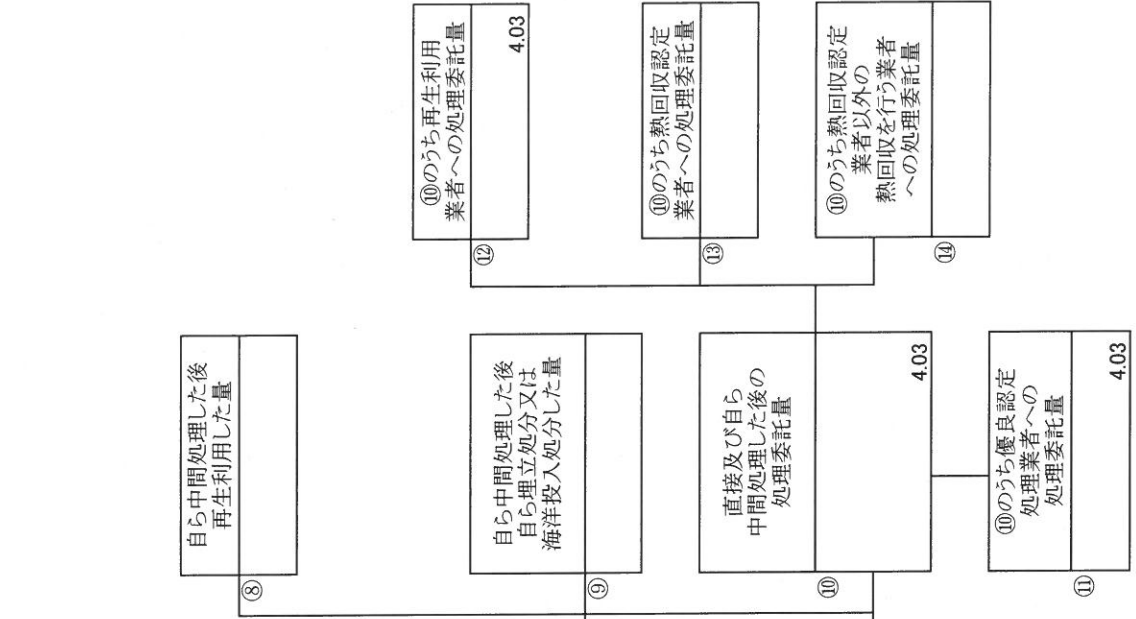 ⑧
自ら中間処理した後
再生利用した量
⑨
自ら中間処理した後
自ら埋立処分又は
海洋投入処分した量
⑩
直接及び自ら
中間処理した後の
処理委託量
4.03
⑪
⑩のうち優良認定
処理業者への
処理委託量
4.03
⑫
⑩のうち再生利用
業者への処理委託量
4.03
⑬
⑩のうち熱回収認定
業者への処理委託量
⑭
⑩のうち熱回収認定
業者以外の
熱回収を行う業者
への処理委託量